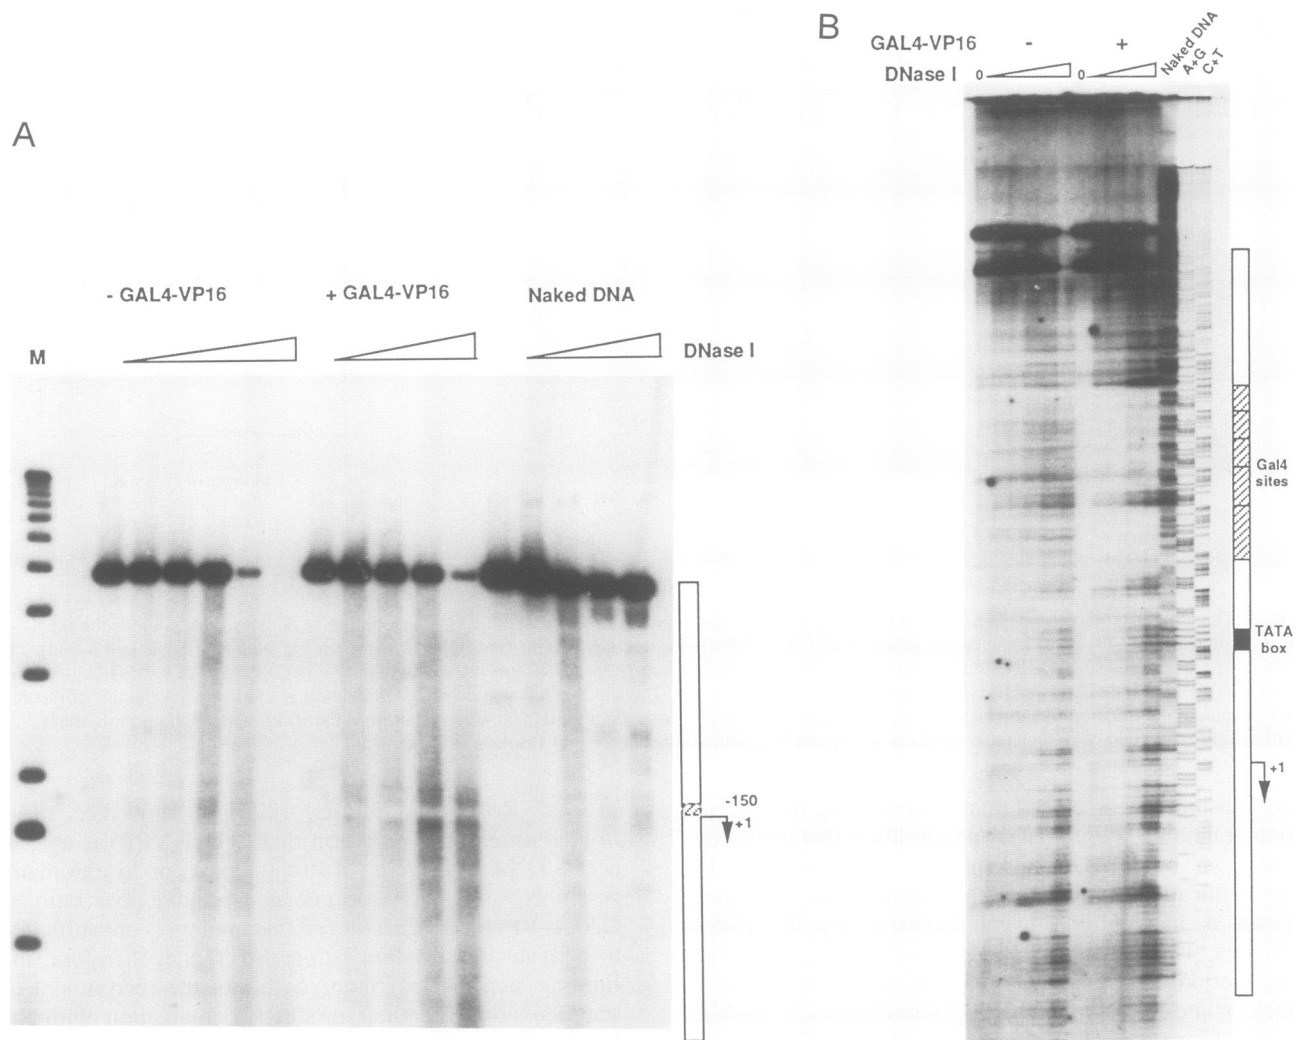 A
- GAL4-VP16
+ GAL4-VP16
Naked DNA
M
DNase I
-150
+1
B
GAL4-VP16
-
+
DNase I
0
0
Naked DNA
A+G
C+T
Gal4
sites
TATA
box
+1